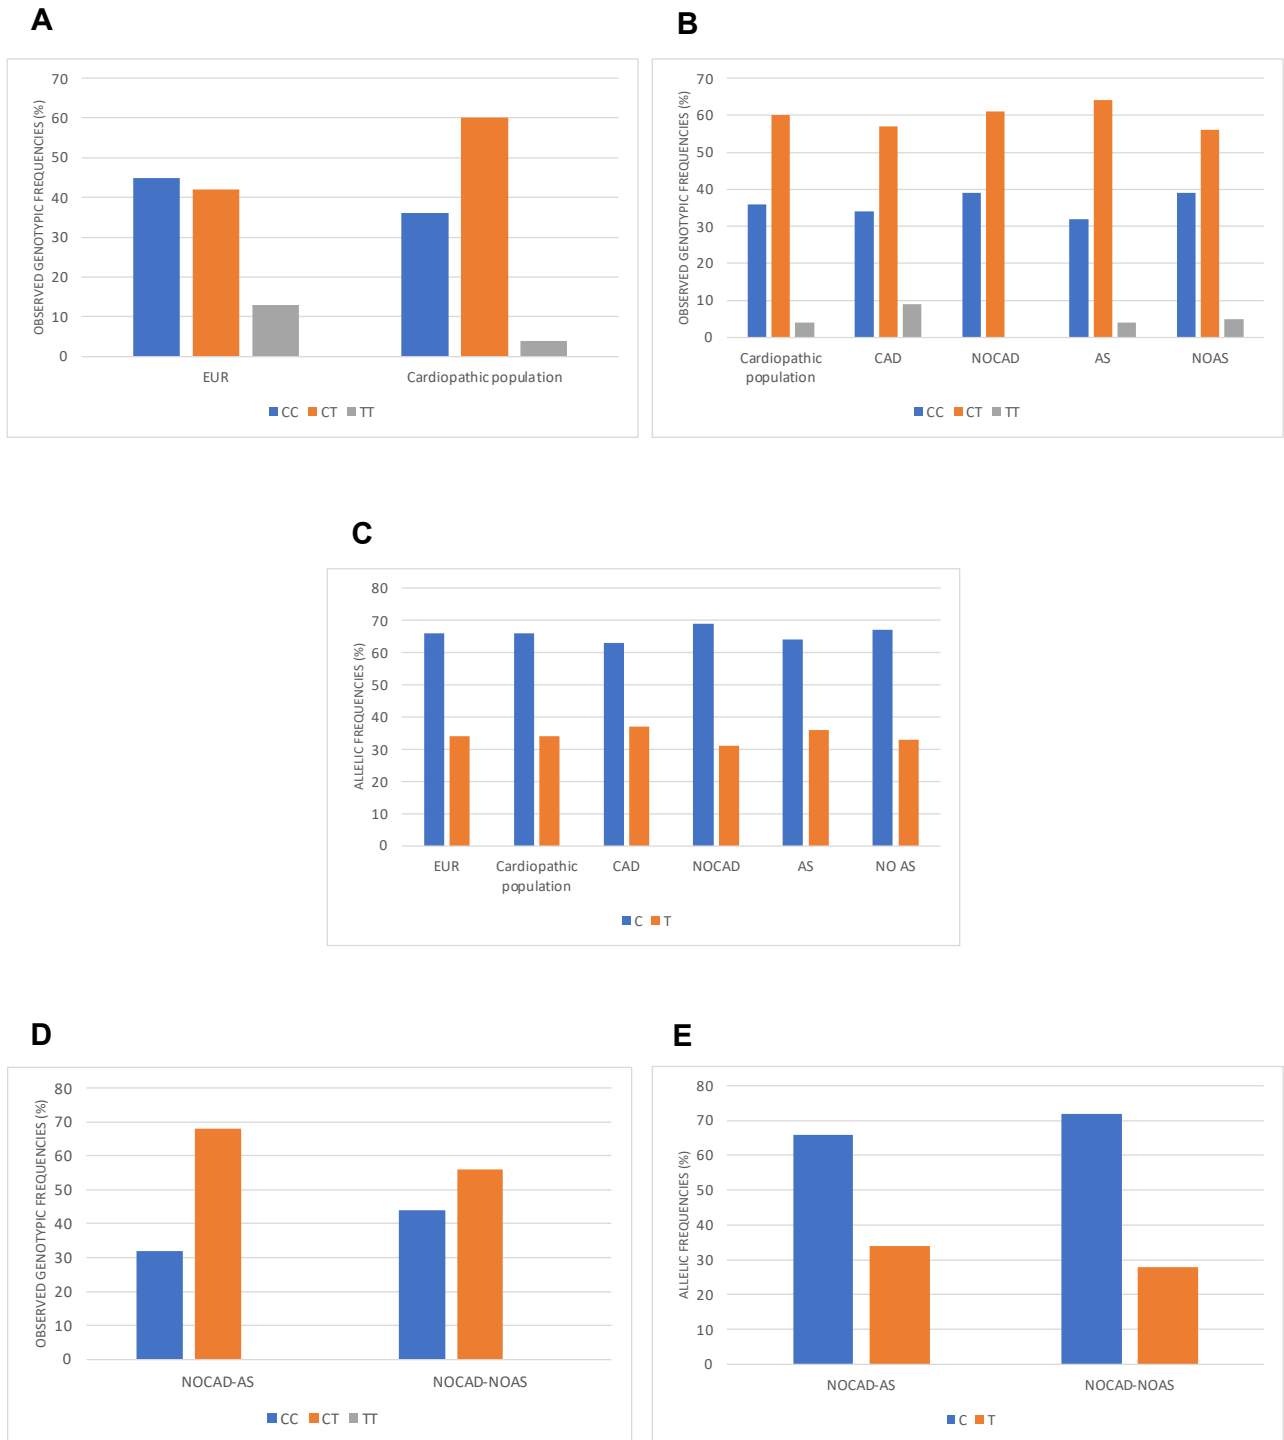 A
OBSERVED GENOTYPIC FREQUENCIES (%)
70
60
50
40
30
20
10
0
EUR
Cardiopathic population
CC CT TT
B
OBSERVED GENOTYPIC FREQUENCIES (%)
70
60
50
40
30
20
10
0
Cardiopathic
population
CAD
NOCAD
AS
NOAS
CC CT TT
C
ALLELIC FREQUENCIES (%)
80
70
60
50
40
30
20
10
0
EUR
Cardiopathic
population
CAD
NOCAD
AS
NO AS
C T
D
OBSERVED GENOTYPIC FREQUENCIES (%)
80
70
60
50
40
30
20
10
0
NOCAD-AS
NOCAD-NOAS
CC CT TT
E
ALLELIC FREQUENCIES (%)
80
70
60
50
40
30
20
10
0
NOCAD-AS
NOCAD-NOAS
C T